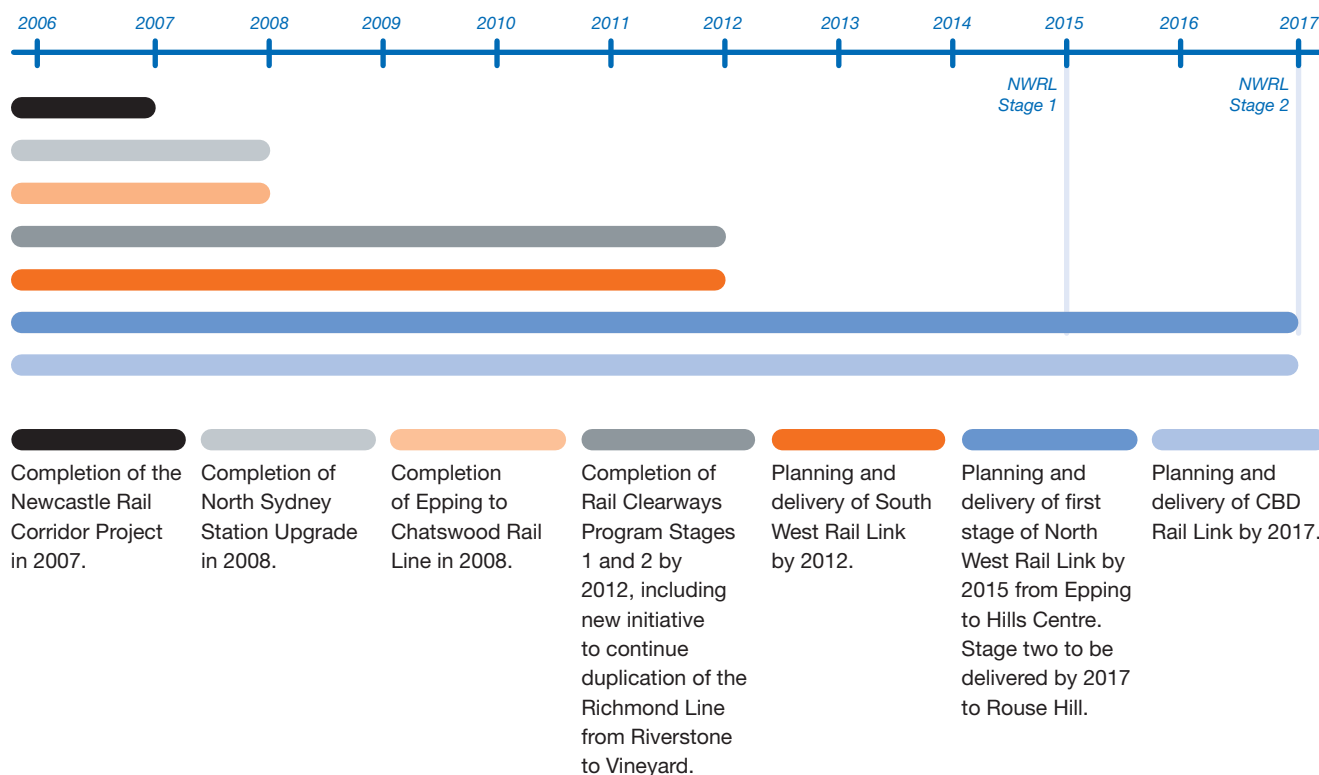 2006 2007 2008 2009 2010 2011 2012 2013 2014 2015 2016 2017
NWRL
Stage 1
NWRL
Stage 2
Completion of the
Newcastle Rail
Corridor Project
in 2007.
Completion of
North Sydney
Station Upgrade
in 2008.
Completion
of Epping to
Chatswood Rail
Line in 2008.
Completion of
Rail Clearways
Program Stages
1 and 2 by
2012, including
new initiative
to continue
duplication of the
Richmond Line
from Riverstone
to Vineyard.
Planning and
delivery of South
West Rail Link
by 2012.
Planning and
delivery of first
stage of North
West Rail Link by
2015 from Epping
to Hills Centre.
Stage two to be
delivered by 2017
to Rouse Hill.
Planning and
delivery of CBD
Rail Link by 2017.